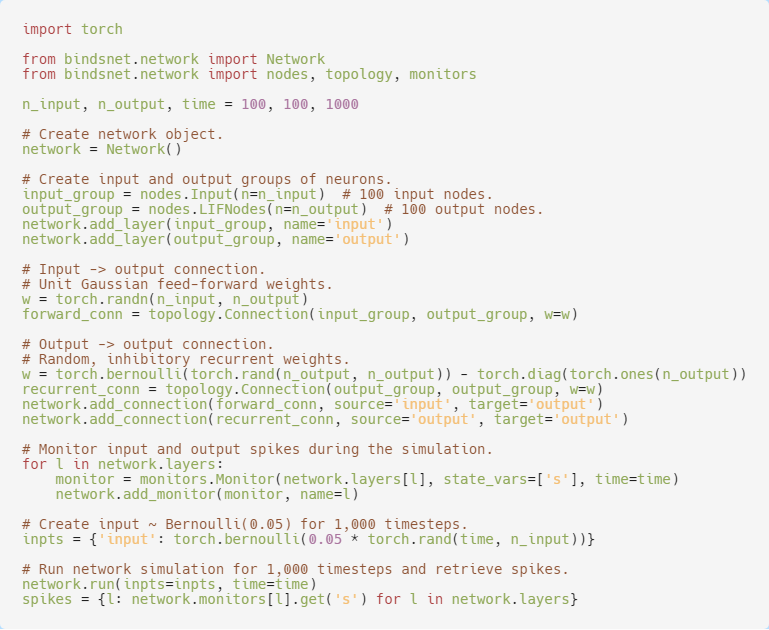 import torch

from bindsnet.network import Network
from bindsnet.network import nodes, topology, monitors

n_input, n_output, time = 100, 100, 1000

# Create network object.
network = Network()

# Create input and output groups of neurons.
input_group = nodes.Input(n=n_input)  # 100 input nodes.
output_group = nodes.LIFNodes(n=n_output)  # 100 output nodes.
network.add_layer(input_group, name='input')
network.add_layer(output_group, name='output')

# Input -> output connection.
# Unit Gaussian feed-forward weights.
w = torch.randn(n_input, n_output)
forward_conn = topology.Connection(input_group, output_group, w=w)

# Output -> output connection.
# Random, inhibitory recurrent weights.
w = torch.bernoulli(torch.rand(n_output, n_output)) - torch.diag(torch.ones(n_output))
recurrent_conn = topology.Connection(output_group, output_group, w=w)
network.add_connection(forward_conn, source='input', target='output')
network.add_connection(recurrent_conn, source='output', target='output')

# Monitor input and output spikes during the simulation.
for l in network.layers:
    monitor = monitors.Monitor(network.layers[l], state_vars=['s'], time=time)
    network.add_monitor(monitor, name=l)

# Create input ~ Bernoulli(0.05) for 1,000 timesteps.
inpts = {'input': torch.bernoulli(0.05 * torch.rand(time, n_input))}

# Run network simulation for 1,000 timesteps and retrieve spikes.
network.run(inpts=inpts, time=time)
spikes = {l: network.monitors[l].get('s') for l in network.layers}